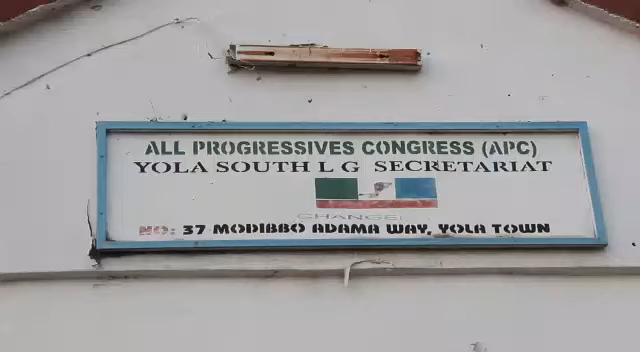 ALL PROGRESSIVES CONGRESS (APC)
YOLA SOUTH L G SECRETARIAT
CHANGE
NO: 37 MODIBBO ADAMA WAY, YOLA TOWN